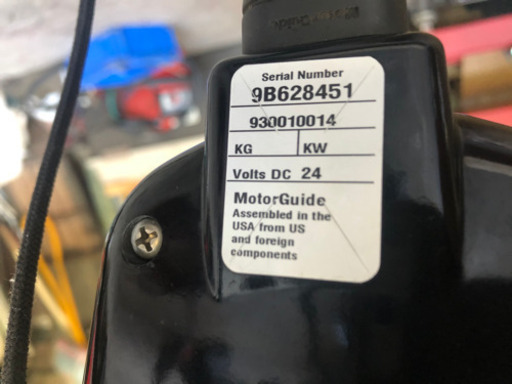 MotorGuide
Serial Number
9B628451
930010014
KG KW
Volts DC 24
MotorGuide
Assembled in the
USA from US
and foreign
components